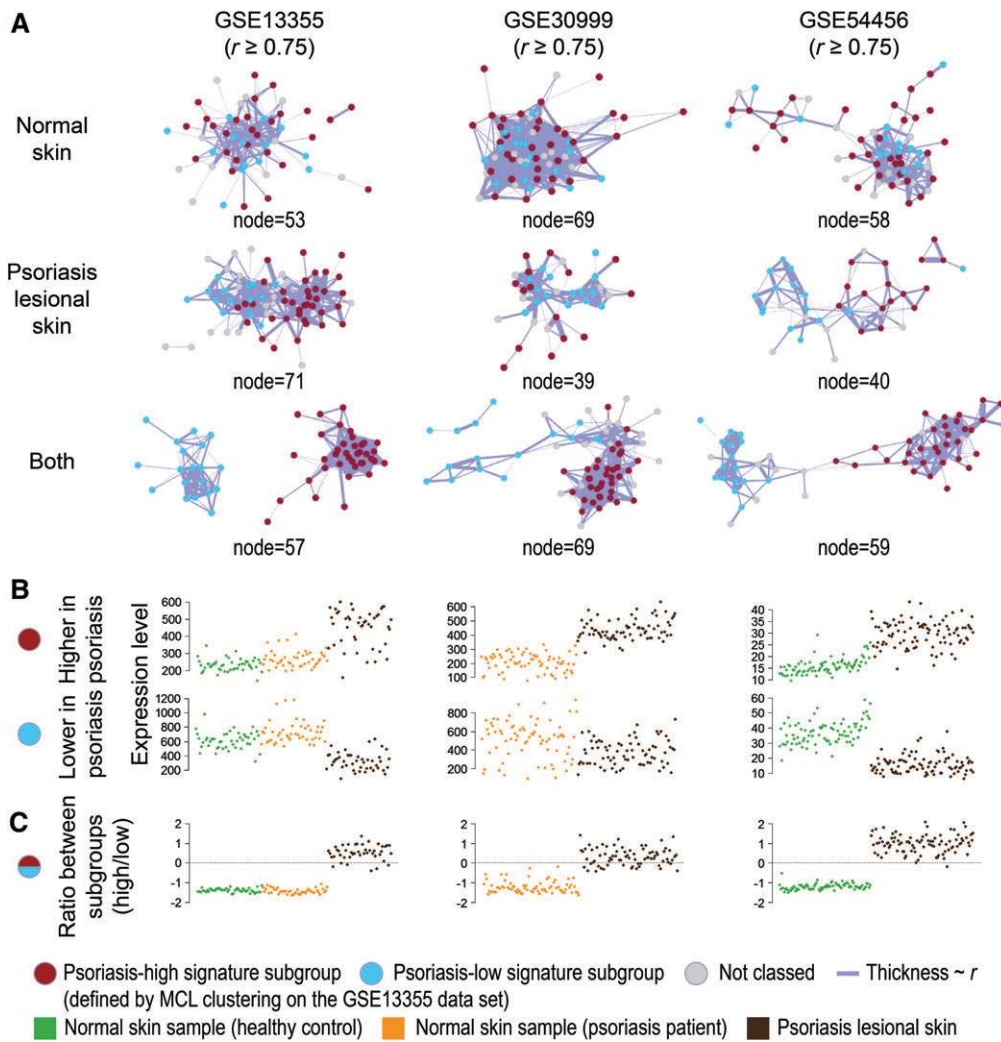 A
GSE13355
(r ≥ 0.75)
GSE30999
(r ≥ 0.75)
GSE54456
(r ≥ 0.75)
Normal
skin
node=53
node=69
node=58
Psoriasis
lesional
skin
node=71
node=39
node=40
Both
node=57
node=69
node=59
B
Higher in
psoriasis
Lower in
psoriasis
Expression level
600
500
400
300
200
600
500
400
300
200
100
40
35
30
25
20
15
10
1200
1000
800
600
400
200
800
600
400
200
60
50
40
30
20
10
C
Ratio between
subgroups
(high/low)
2
1
0
-1
-2
2
1
0
-1
-2
2
1
0
-1
-2
Psoriasis-high signature subgroup
(defined by MCL clustering on the GSE13355 data set)
Psoriasis-low signature subgroup
Not classed
Thickness ~ r
Normal skin sample (healthy control)
Normal skin sample (psoriasis patient)
Psoriasis lesional skin